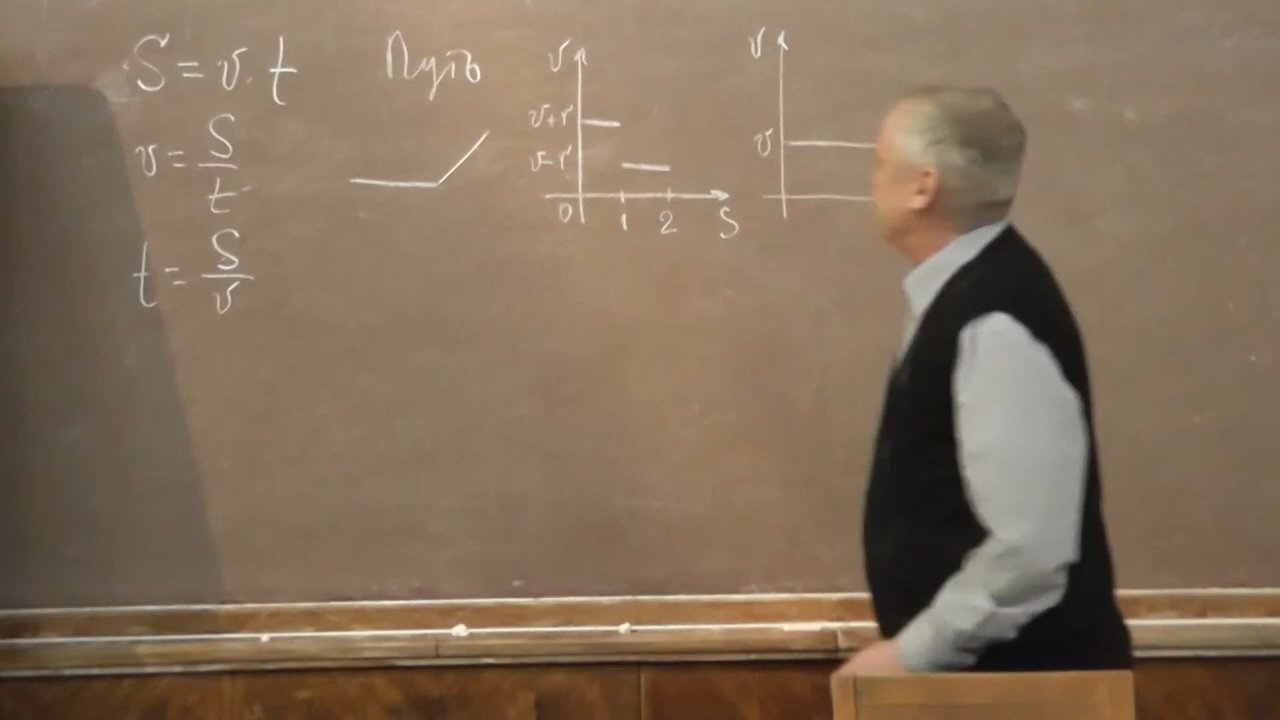 S = v · t
v = S/t
t = S/v
Путь
v
v+r
v-r
0 1 2 S
v
v